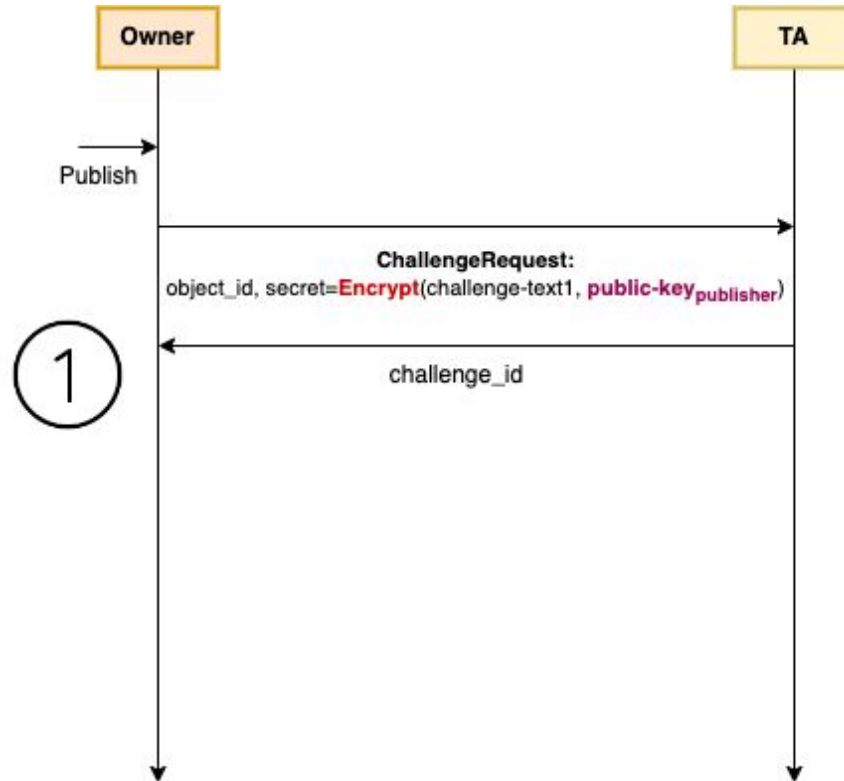 Owner
TA
Publish
ChallengeRequest:
object_id, secret=Encrypt(challenge-text1, public-keypublisher)
1
challenge_id